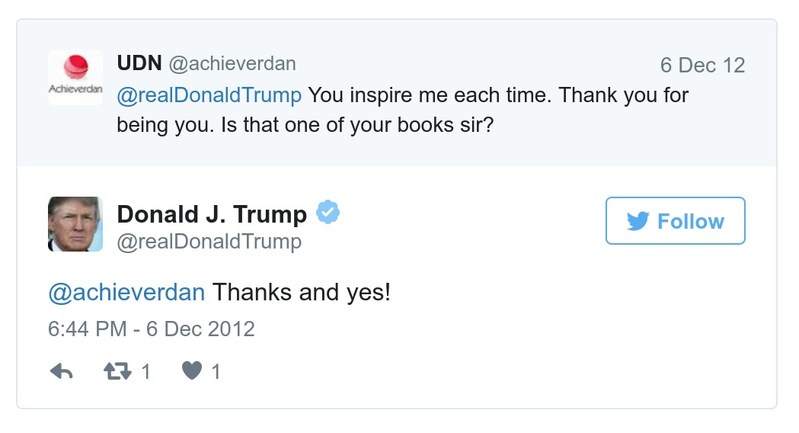 UDN @achieverdan 6 Dec 12
Achieverdan
@realDonaldTrump You inspire me each time. Thank you for
being you. Is that one of your books sir?
Donald J. Trump
@realDonaldTrump
Follow
@achieverdan Thanks and yes!
6:44 PM - 6 Dec 2012
1 1